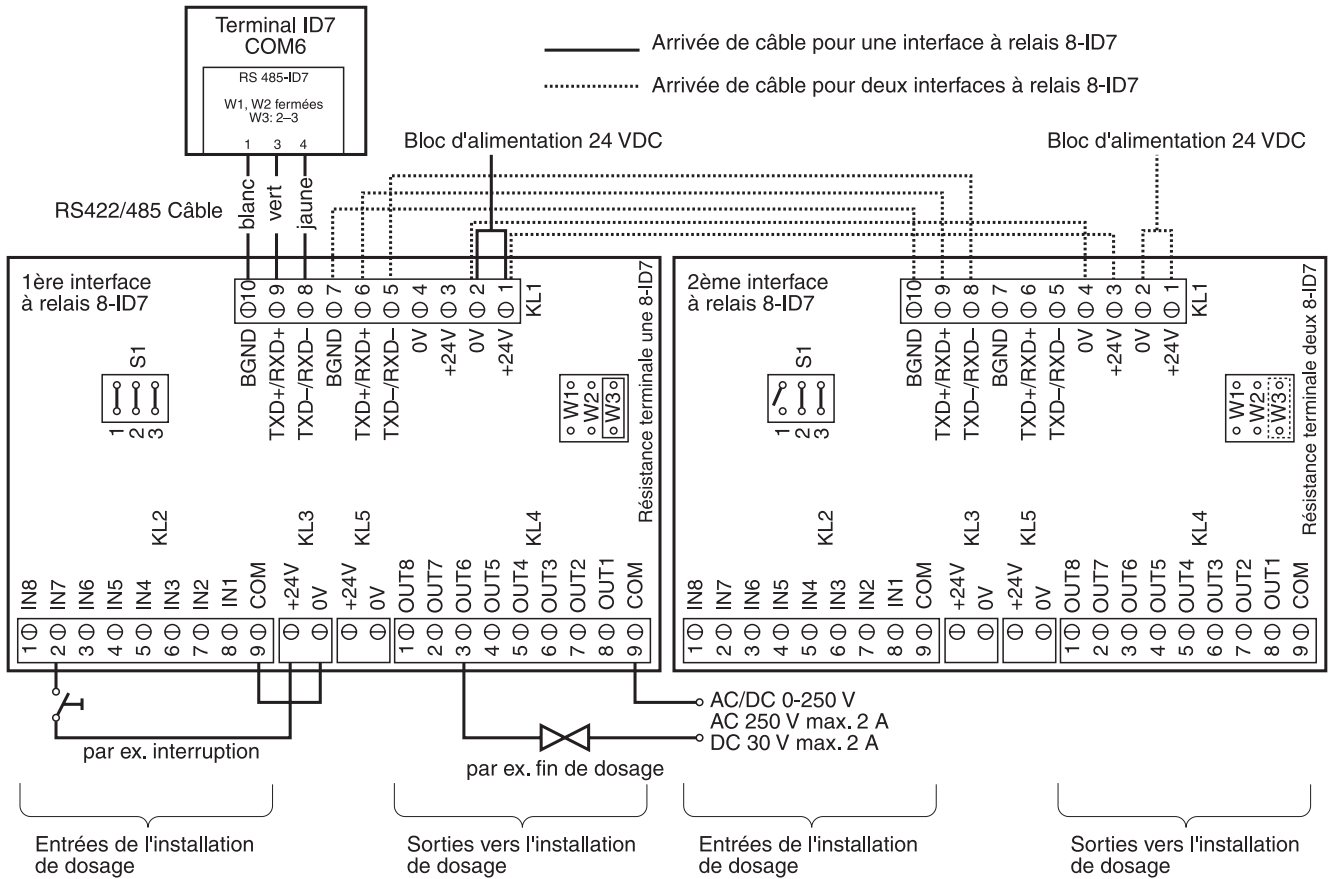 Terminal ID7
COM6
RS 485-ID7
W1, W2 fermées
W3: 2–3
1 3 4
Arrivée de câble pour une interface à relais 8-ID7
Arrivée de câble pour deux interfaces à relais 8-ID7
Bloc d'alimentation 24 VDC
Bloc d'alimentation 24 VDC
RS422/485 Câble
blanc
vert
jaune
1ère interface
à relais 8-ID7
10 9 8 7 6 5 4 3 2 1
KL1
BGND
TXD+/RXD+
TXD–/RXD–
BGND
TXD+/RXD+
TXD–/RXD–
0V
+24V
0V
+24V
S1
1 2 3
W1
W2
W3
Résistance terminale une 8-ID7
KL2
KL3
KL5
KL4
IN8
IN7
IN6
IN5
IN4
IN3
IN2
IN1
COM
+24V
0V
+24V
0V
OUT8
OUT7
OUT6
OUT5
OUT4
OUT3
OUT2
OUT1
COM
1 2 3 4 5 6 7 8 9
1 2 3 4 5 6 7 8 9
2ème interface
à relais 8-ID7
10 9 8 7 6 5 4 3 2 1
KL1
BGND
TXD+/RXD+
TXD–/RXD–
BGND
TXD+/RXD+
TXD–/RXD–
0V
+24V
0V
+24V
S1
1 2 3
W1
W2
W3
Résistance terminale deux 8-ID7
KL2
KL3
KL5
KL4
IN8
IN7
IN6
IN5
IN4
IN3
IN2
IN1
COM
+24V
0V
+24V
0V
OUT8
OUT7
OUT6
OUT5
OUT4
OUT3
OUT2
OUT1
COM
1 2 3 4 5 6 7 8 9
1 2 3 4 5 6 7 8 9
par ex. interruption
par ex. fin de dosage
AC/DC 0-250 V
AC 250 V max. 2 A
DC 30 V max. 2 A
Entrées de l'installation
de dosage
Sorties vers l'installation
de dosage
Entrées de l'installation
de dosage
Sorties vers l'installation
de dosage